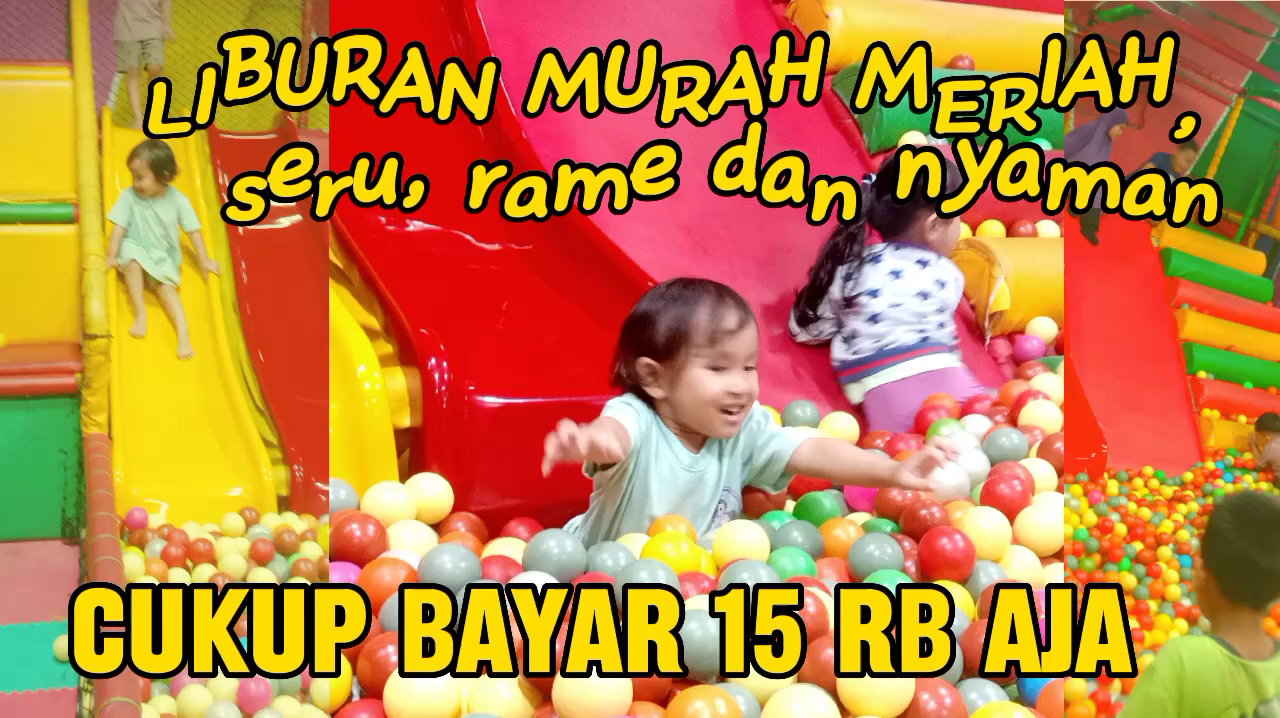 LIBURAN MURAH MERIAH,
seru, rame dan nyaman
CUKUP BAYAR 15 RB AJA